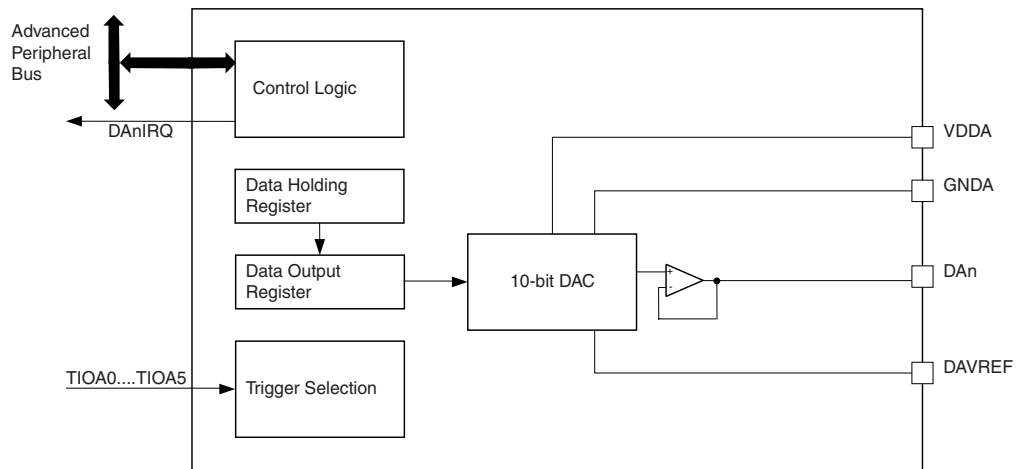 Advanced
Peripheral
Bus
Control Logic
DAnIRQ
VDDA
GNDA
Data Holding
Register
Data Output
Register
10-bit DAC
+
-
DAn
TIOA0....TIOA5
Trigger Selection
DAVREF